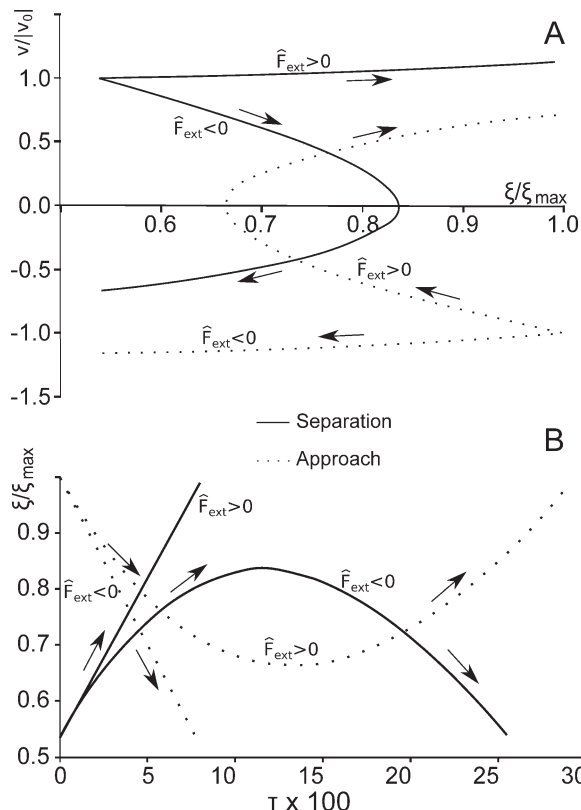 v/|v₀|
A
1.0
F̂ext>0
F̂ext<0
0.5
0.0
ξ/ξmax
0.6
0.7
0.8
0.9
1.0
-0.5
F̂ext>0
F̂ext<0
-1.0
-1.5
Separation
Approach
B
ξ/ξmax
0.9
F̂ext>0
0.8
F̂ext<0
F̂ext<0
0.7
F̂ext>0
0.6
0.5
0
5
10
15
20
25
30
τ x 100